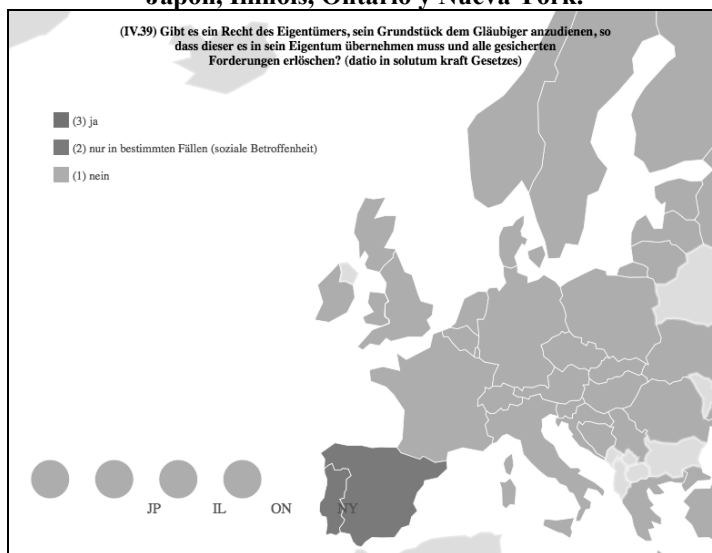 Japón, Illinois, Ontario y Nueva York.
(IV.39) Gibt es ein Recht des Eigentümers, sein Grundstück dem Gläubiger anzudienen, so
dass dieser es in sein Eigentum übernehmen muss und alle gesicherten
Forderungen erlöschen? (datio in solutum kraft Gesetzes)
(3) ja
(2) nur in bestimmten Fällen (soziale Betroffenheit)
(1) nein
JP IL ON NY